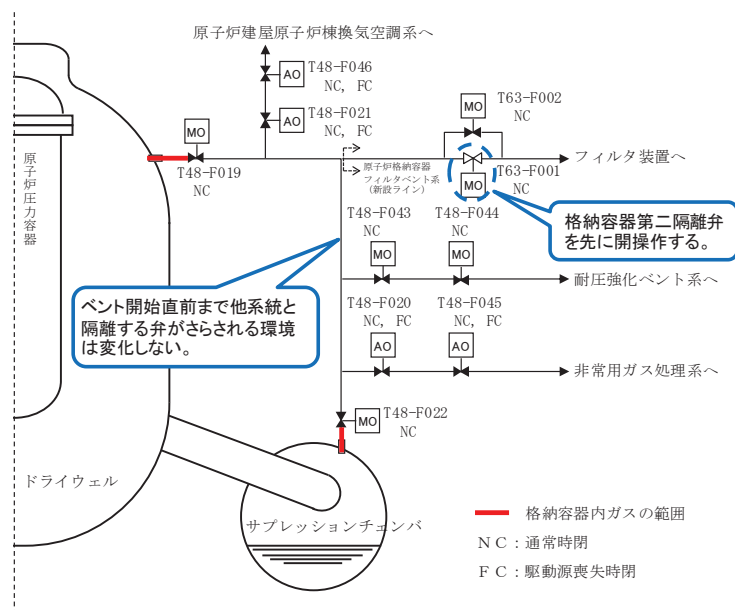 原子炉建屋原子炉棟換気空調系へ
AO
T48-F046
NC, FC
AO
T48-F021
NC, FC
MO
T48-F019
NC
原子炉圧力容器
原子炉格納容器
フィルタベント系
(新設ライン)
MO
T63-F002
NC
フィルタ装置へ
T63-F001
NC
MO
格納容器第二隔離弁
を先に開操作する。
T48-F043
NC
MO
T48-F044
NC
MO
耐圧強化ベント系へ
ベント開始直前まで他系統と
隔離する弁がさらされる環境
は変化しない。
T48-F020
NC, FC
AO
T48-F045
NC, FC
AO
非常用ガス処理系へ
MO
T48-F022
NC
ドライウェル
サプレッションチェンバ
格納容器内ガスの範囲
NC:通常時閉
FC:駆動源喪失時閉